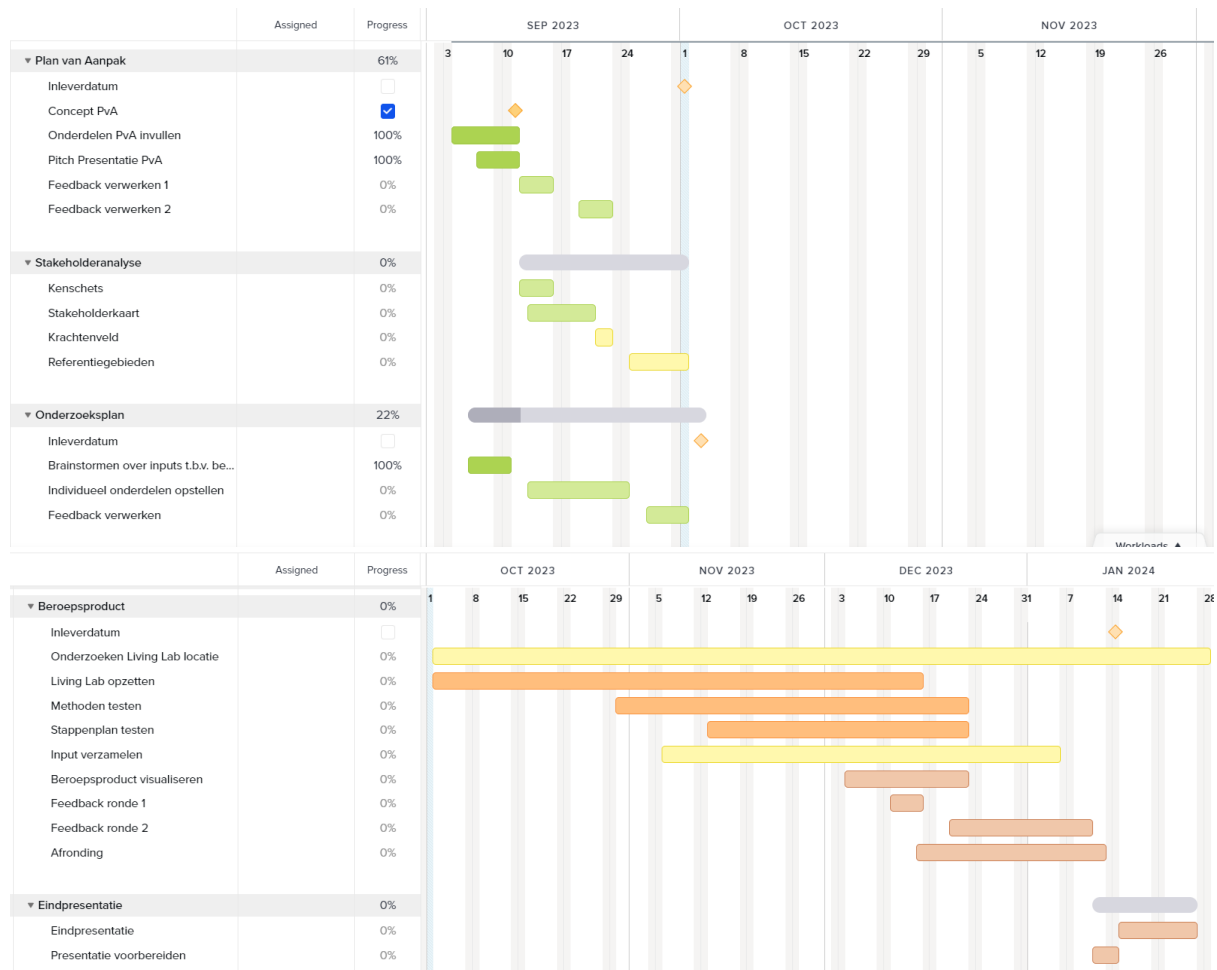 Assigned Progress SEP 2023 OCT 2023 NOV 2023
3 10 17 24 1 8 15 22 29 5 12 19 26
Plan van Aanpak 61%
Inleverdatum
Concept PvA
Onderdelen PvA invullen 100%
Pitch Presentatie PvA 100%
Feedback verwerken 1 0%
Feedback verwerken 2 0%
Stakeholderanalyse 0%
Kenschets 0%
Stakeholderkaart 0%
Krachtenveld 0%
Referentiegebieden 0%
Onderzoeksplan 22%
Inleverdatum
Brainstormen over inputs t.b.v. be... 100%
Individueel onderdelen opstellen 0%
Feedback verwerken 0%
Workloads
Assigned Progress OCT 2023 NOV 2023 DEC 2023 JAN 2024
1 8 15 22 29 5 12 19 26 3 10 17 24 31 7 14 21 28
Beroepsproduct 0%
Inleverdatum
Onderzoeken Living Lab locatie 0%
Living Lab opzetten 0%
Methoden testen 0%
Stappenplan testen 0%
Input verzamelen 0%
Beroepsproduct visualiseren 0%
Feedback ronde 1 0%
Feedback ronde 2 0%
Afronding 0%
Eindpresentatie 0%
Eindpresentatie 0%
Presentatie voorbereiden 0%